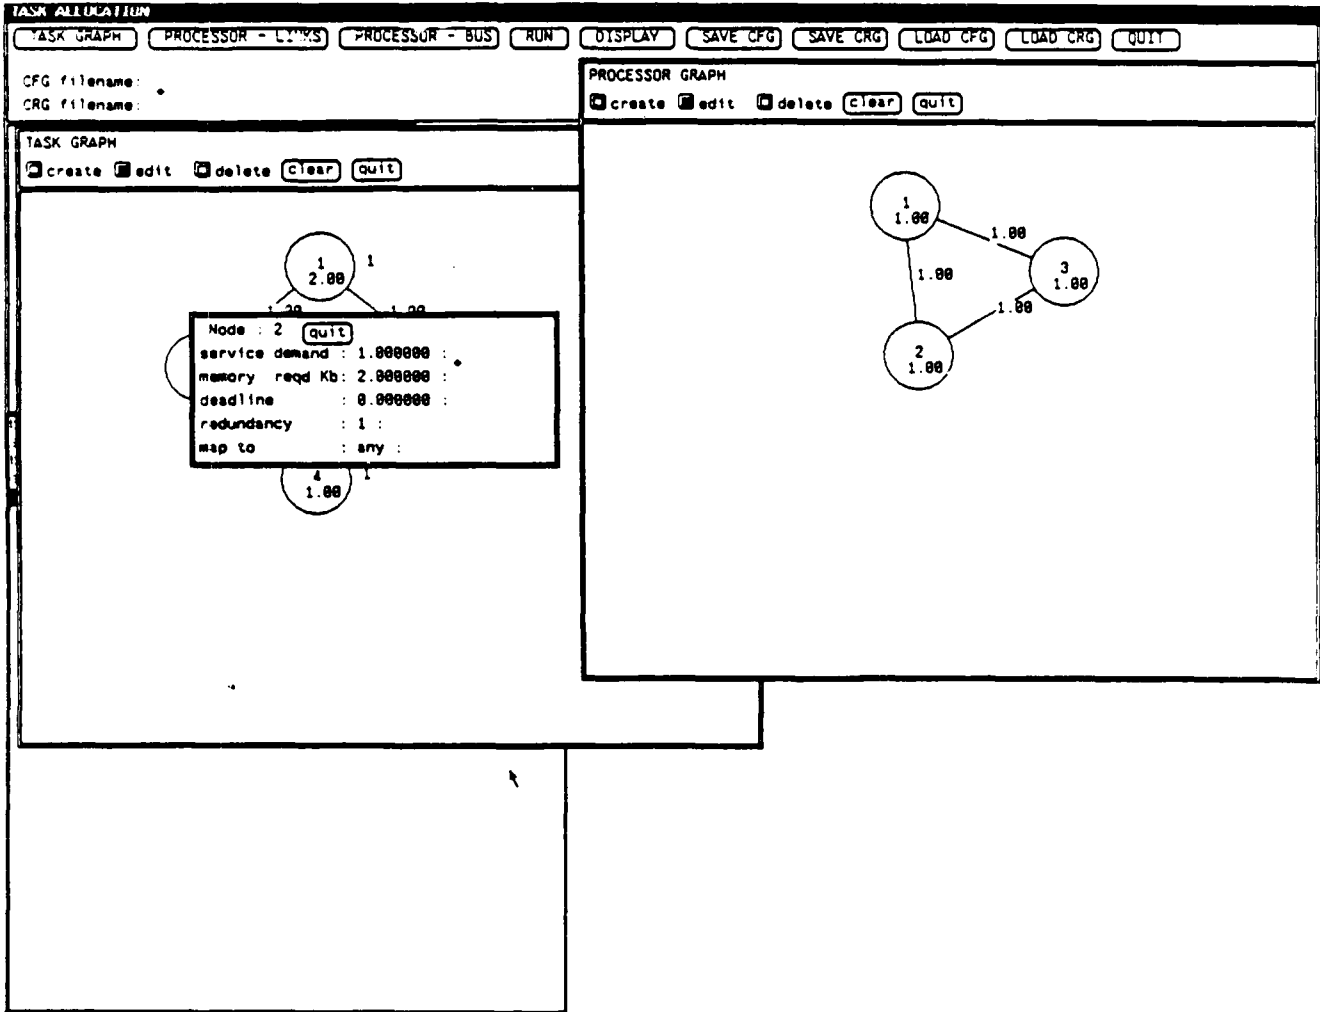 TASK ALLOCATION
TASK GRAPH PROCESSOR - LINKS PROCESSOR - BUS RUN DISPLAY SAVE CFG SAVE CRG LOAD CFG LOAD CRG QUIT
CFG filename:
CRG filename:
TASK GRAPH
create edit delete clear quit
1 1
2.00
1.00 1.00
Node : 2 quit
service demand : 1.000000 :
memory reqd Kb: 2.000000 :
deadline : 0.000000 :
redundancy : 1 :
map to : any :
4 1
1.00
PROCESSOR GRAPH
create edit delete clear quit
1
1.00
1.00
3
1.00
1.00
1.00
2
1.00